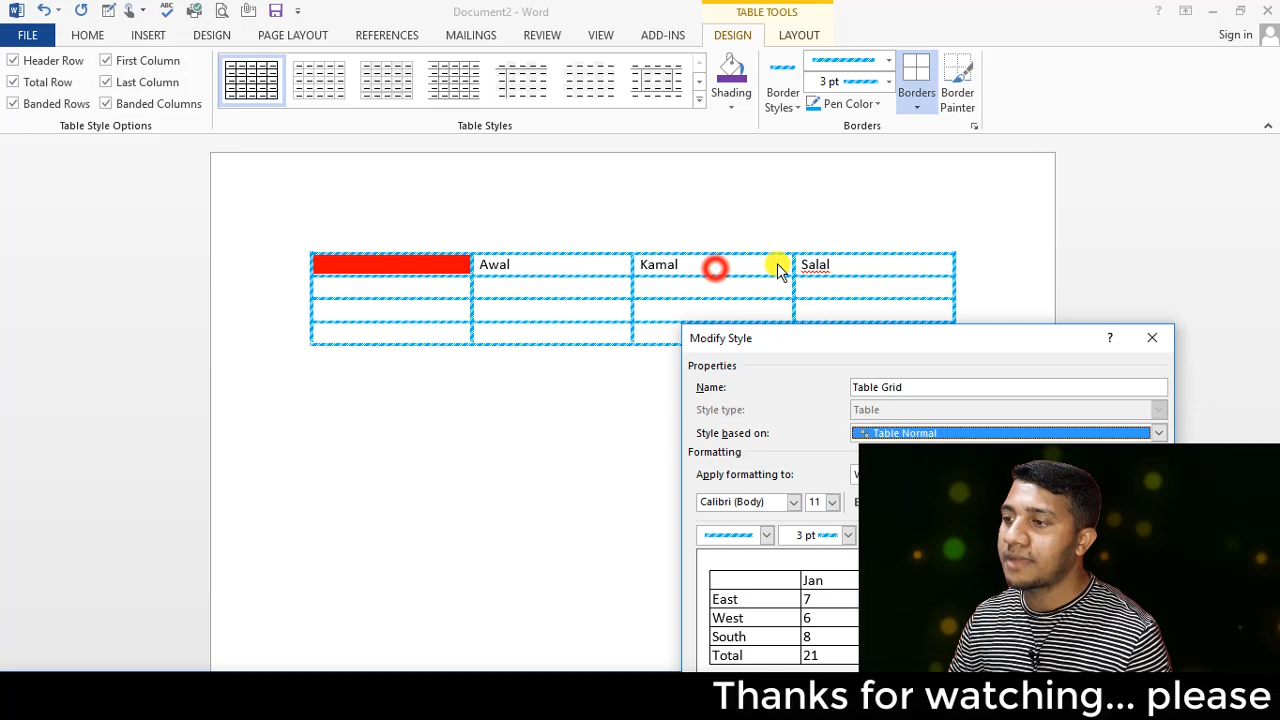 Document2 - Word
TABLE TOOLS
Sign in
FILE HOME INSERT DESIGN PAGE LAYOUT REFERENCES MAILINGS REVIEW VIEW ADD-INS DESIGN LAYOUT
Header Row First Column
Total Row Last Column
Banded Rows Banded Columns
Table Style Options
Table Styles
Shading
Border Styles
3 pt
Pen Color
Borders
Border Painter
Borders
Awal Kamal Salal
Modify Style
Properties
Name: Table Grid
Style type: Table
Style based on: Table Normal
Formatting
Apply formatting to:
Calibri (Body) 11
3 pt
Jan
East 7
West 6
South 8
Total 21
Thanks for watching... please